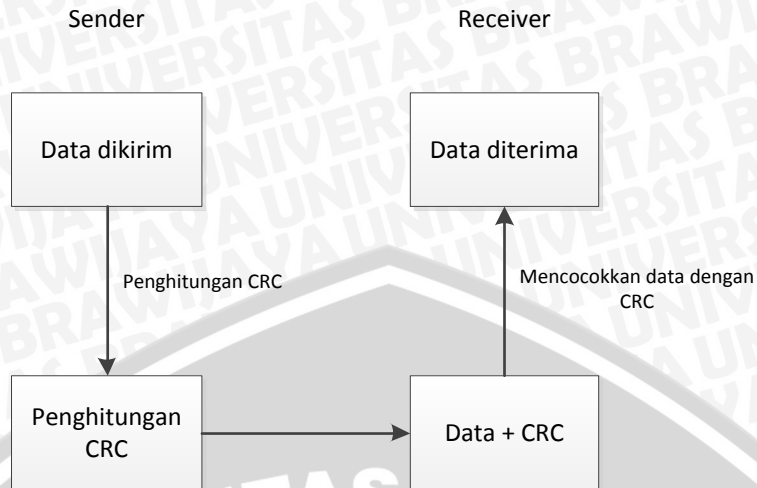 Sender
Receiver
Data dikirim
Data diterima
Penghitungan CRC
Mencocokkan data dengan
CRC
Penghitungan
CRC
Data + CRC